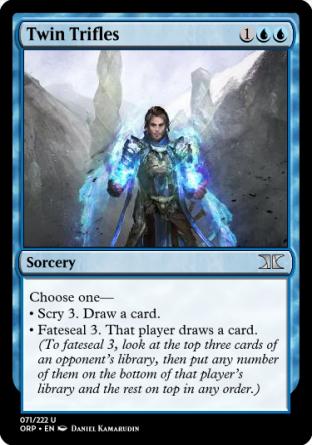 Twin Trifles 1
Sorcery
Choose one—
• Scry 3. Draw a card.
• Fateseal 3. That player draws a card.
(To fateseal 3, look at the top three cards of
an opponent's library, then put any number
of them on the bottom of that player's
library and the rest on top in any order.)
071/222 U
ORP • EN Daniel Kamarudin